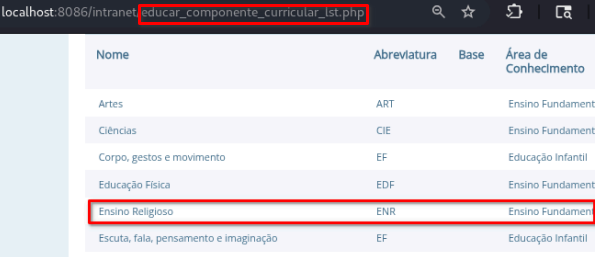 localhost:8086/intranet/educar_componente_curricular_lst.php
Nome Abreviatura Base Área de Conhecimento
Artes ART Ensino Fundament
Ciências CIE Ensino Fundament
Corpo, gestos e movimento EF Educação Infantil
Educação Física EDF Ensino Fundament
Ensino Religioso ENR Ensino Fundament
Escuta, fala, pensamento e imaginação EF Educação Infantil